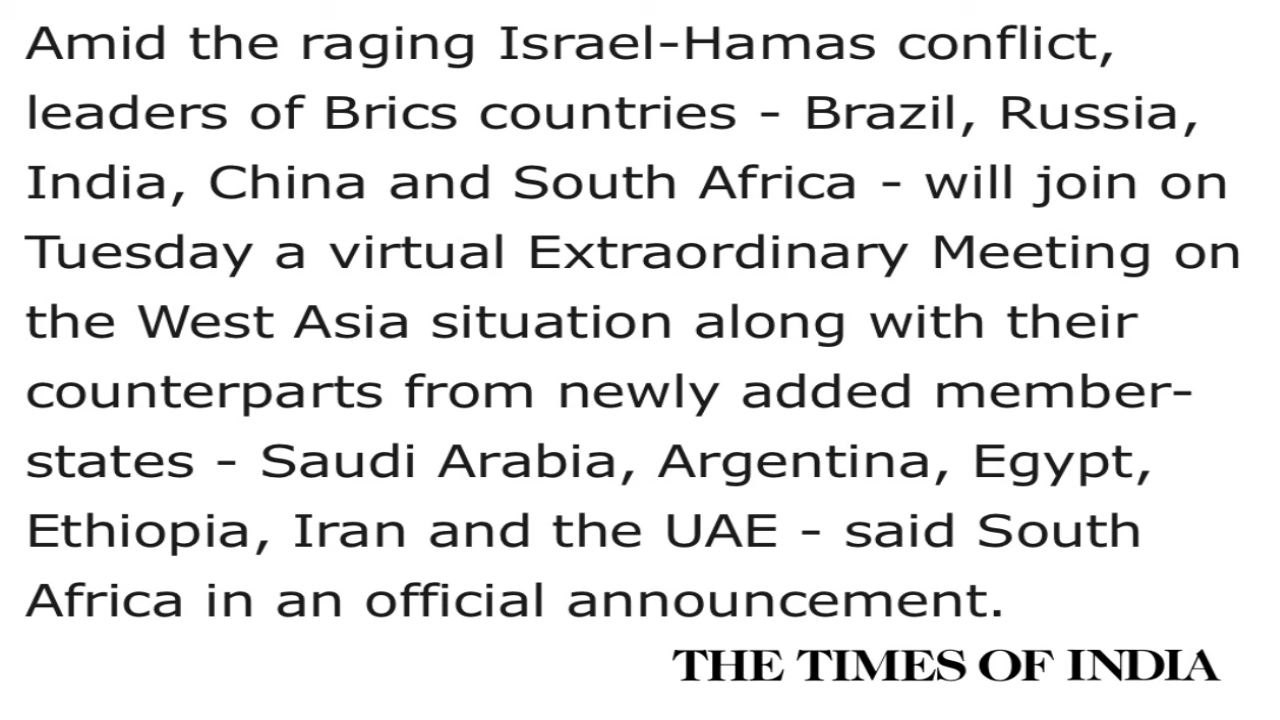 Amid the raging Israel-Hamas conflict,
leaders of Brics countries - Brazil, Russia,
India, China and South Africa - will join on
Tuesday a virtual Extraordinary Meeting on
the West Asia situation along with their
counterparts from newly added member-
states - Saudi Arabia, Argentina, Egypt,
Ethiopia, Iran and the UAE - said South
Africa in an official announcement.
THE TIMES OF INDIA